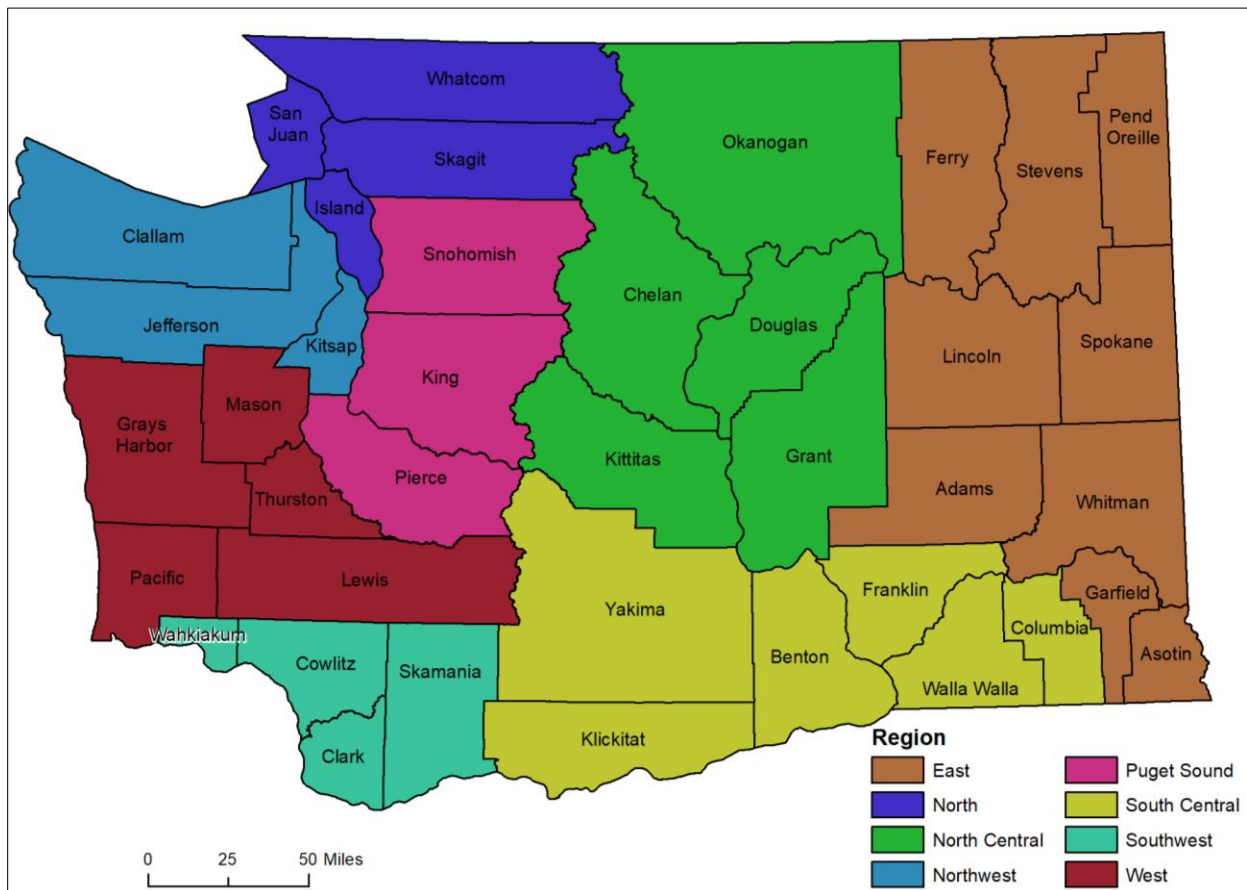 Whatcom
San
Juan
Skagit
Okanogan
Pend
Oreille
Ferry
Stevens
Island
Clallam
Snohomish
Chelan
Jefferson
Kitsap
Douglas
Lincoln
Spokane
King
Mason
Grays
Harbor
Kittitas
Grant
Pierce
Adams
Thurston
Whitman
Pacific
Lewis
Yakima
Franklin
Garfield
Columbia
Wahkiakum
Cowlitz
Skamania
Benton
Asotin
Walla Walla
Klickitat
Clark
Region
East
North
North Central
Northwest
Puget Sound
South Central
Southwest
West
0 25 50 Miles